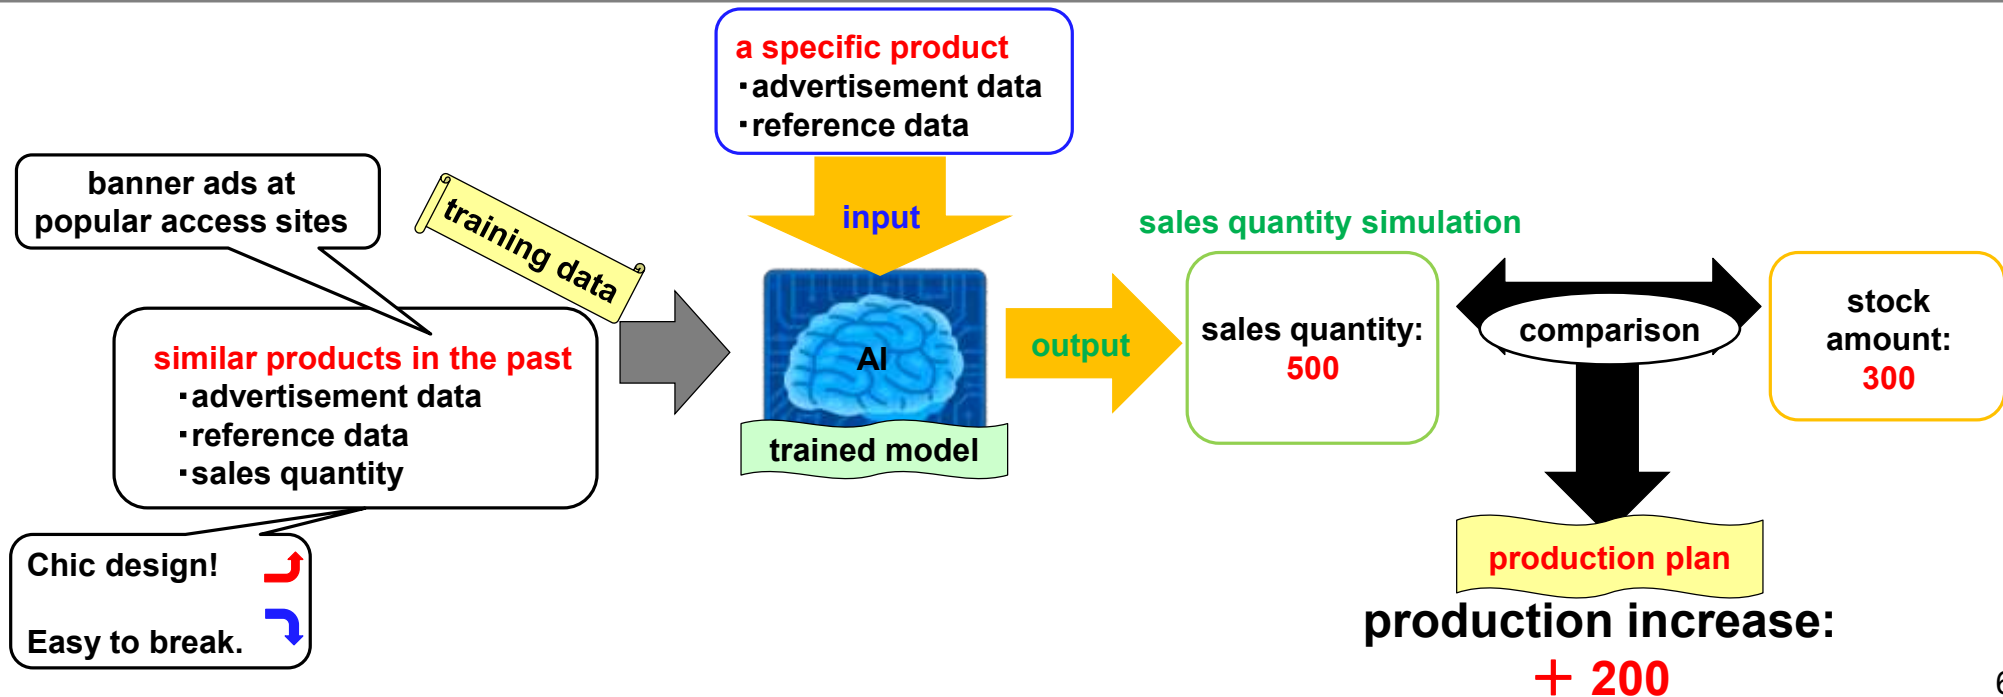 a specific product
・advertisement data
・reference data
banner ads at
popular access sites
training data
input
sales quantity simulation
similar products in the past
・advertisement data
・reference data
・sales quantity
AI
trained model
output
sales quantity:
500
comparison
stock
amount:
300
Chic design!
Easy to break.
production plan
production increase:
＋ 200